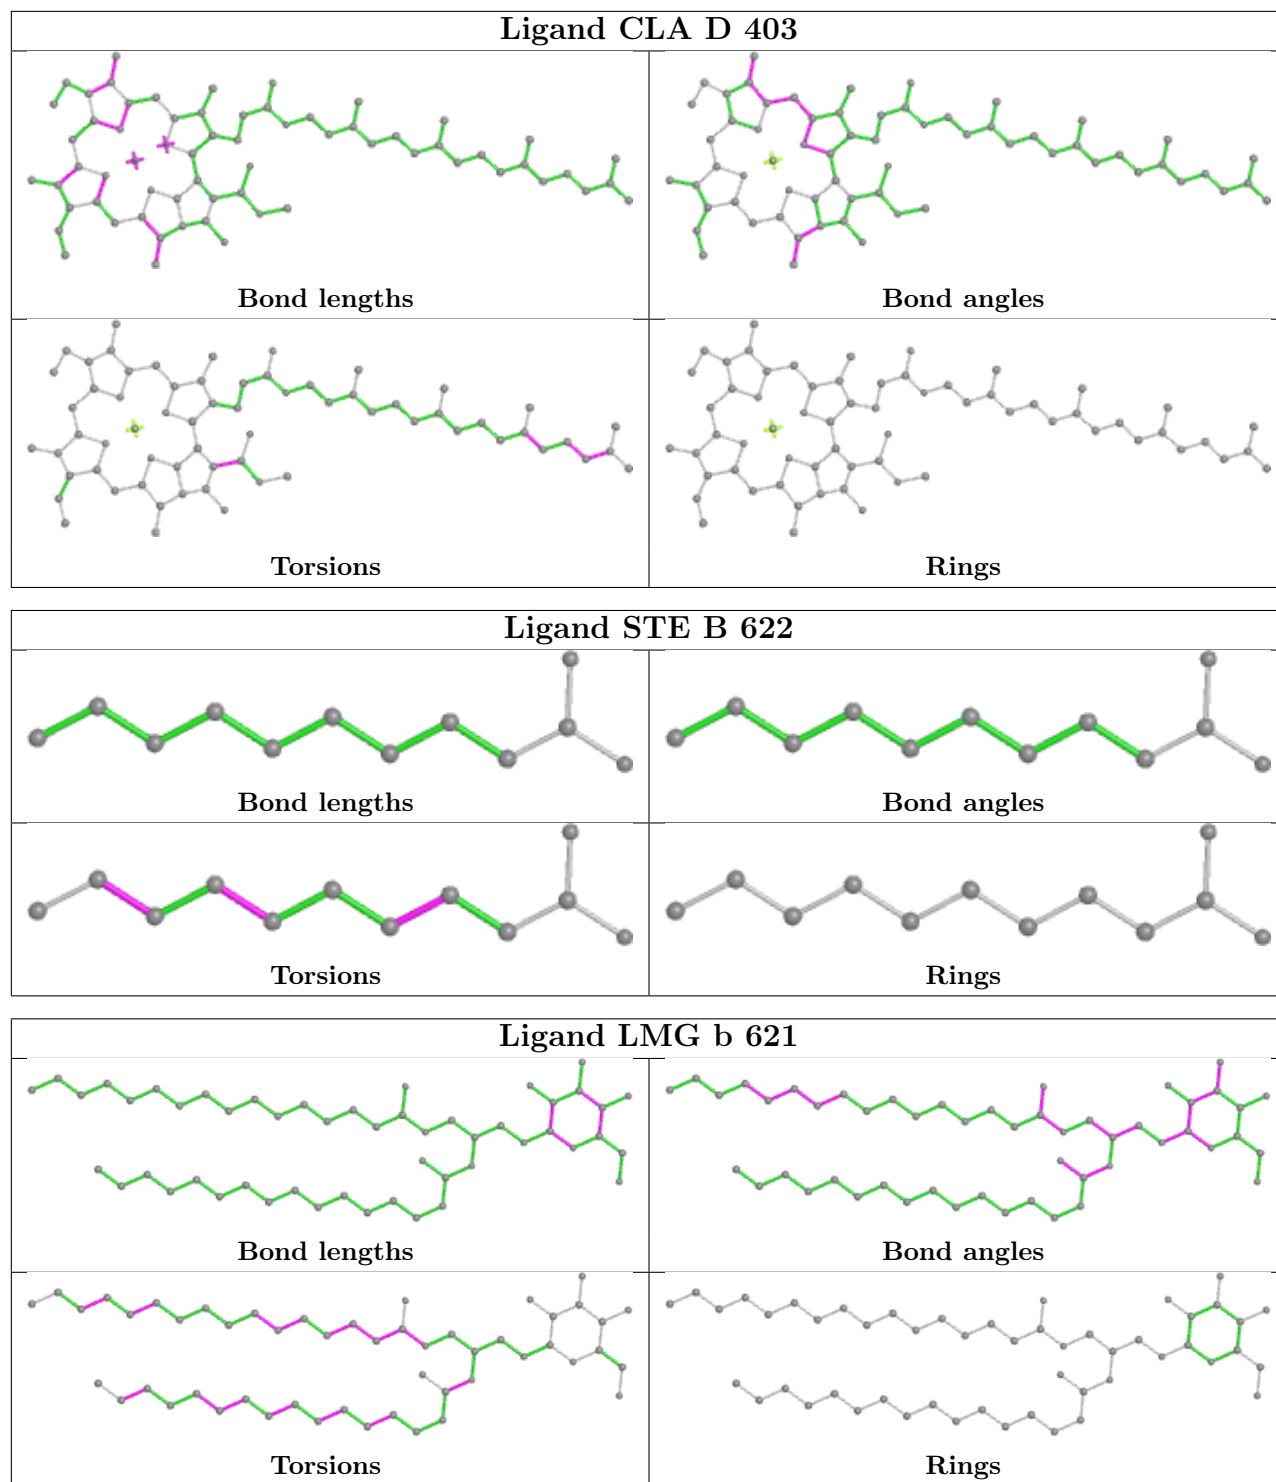 Ligand CLA D 403
Bond lengths
Bond angles
Torsions
Rings
Ligand STE B 622
Bond lengths
Bond angles
Torsions
Rings
Ligand LMG b 621
Bond lengths
Bond angles
Torsions
Rings